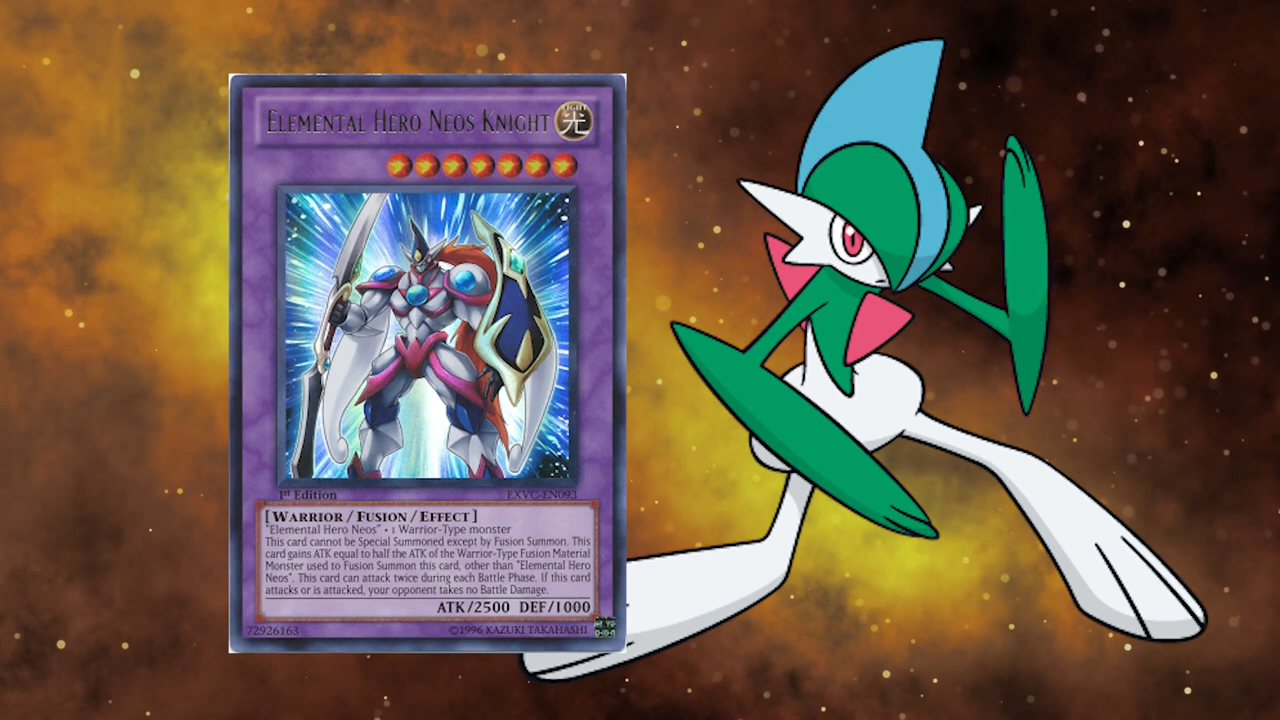 Elemental Hero Neos Knight
LIGHT
光
1st Edition
EXVC-EN093
[Warrior / Fusion / Effect]
"Elemental Hero Neos" + 1 Warrior-Type monster
This card cannot be Special Summoned except by Fusion Summon. This
card gains ATK equal to half the ATK of the Warrior-Type Fusion Material
Monster used to Fusion Summon this card, other than "Elemental Hero
Neos". This card can attack twice during each Battle Phase. If this card
attacks or is attacked, your opponent takes no Battle Damage.
ATK/2500 DEF/1000
72926163
©1996 KAZUKI TAKAHASHI